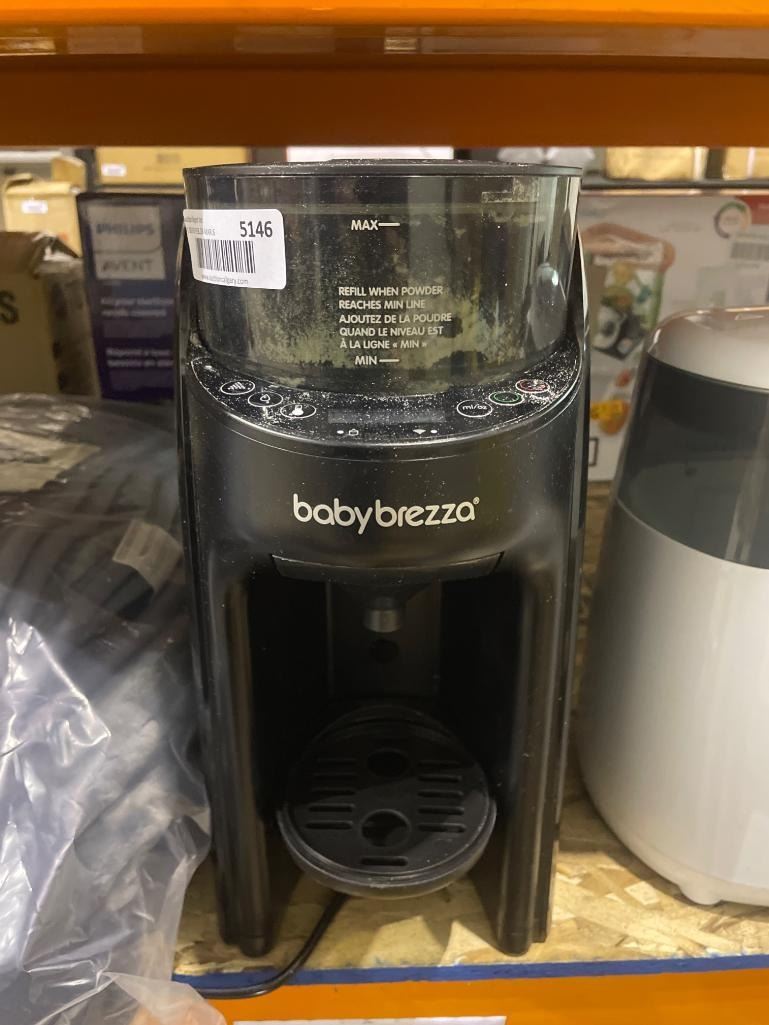 5146
MAX
REFILL WHEN POWDER
REACHES MIN LINE
AJOUTEZ DE LA POUDRE
QUAND LE NIVEAU EST
À LA LIGNE « MIN »
MIN
ml/oz
babybrezza®
PHILIPS
AVENT